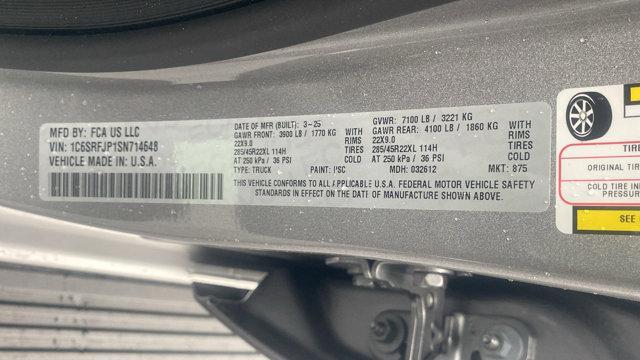 MFD BY: FCA US LLC
VIN: 1C6SRFJP1SN714648
VEHICLE MADE IN: U.S.A.
DATE OF MFR (BUILT): 3-25 GVWR: 7100 LB / 3221 KG
GAWR FRONT: 3900 LB / 1770 KG WITH GAWR REAR: 4100 LB / 1860 KG WITH
22X9.0 RIMS 22X9.0 RIMS
285/45R22XL 114H TIRES 285/45R22XL 114H TIRES
AT 250 kPa / 36 PSI AT 250 kPa / 36 PSI
TYPE: TRUCK PAINT: PSC MDH: 032612 MKT: 875
THIS VEHICLE CONFORMS TO ALL APPLICABLE U.S.A. FEDERAL MOTOR VEHICLE SAFETY
STANDARDS IN EFFECT ON THE DATE OF MANUFACTURE SHOWN ABOVE.
TIRE
ORIGINAL TIR
COLD TIRE IN
PRESSUR
SEE